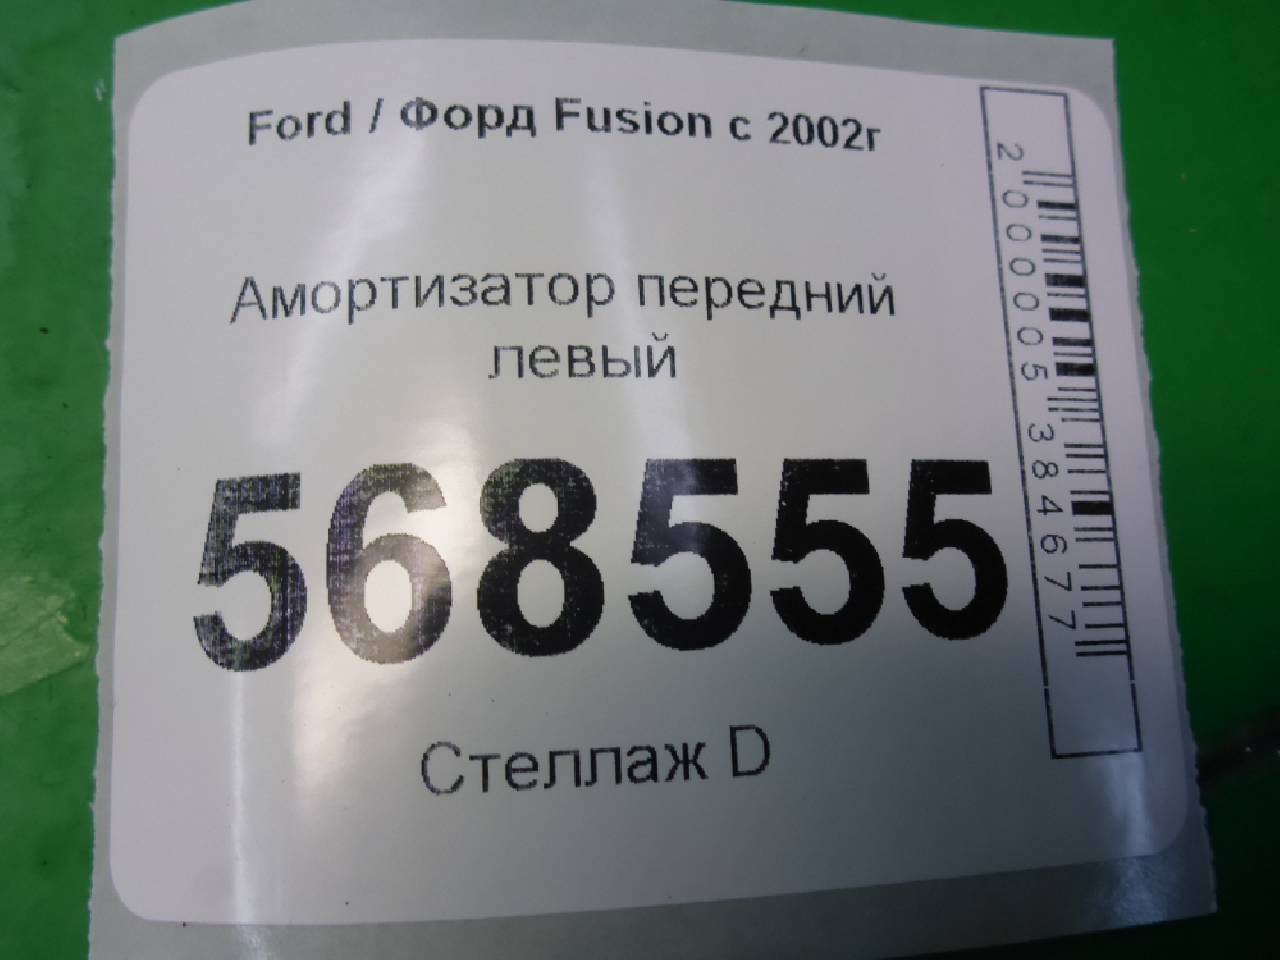 Ford / Форд Fusion с 2002г
Амортизатор передний
левый
568555
Стеллаж D
2000005384677